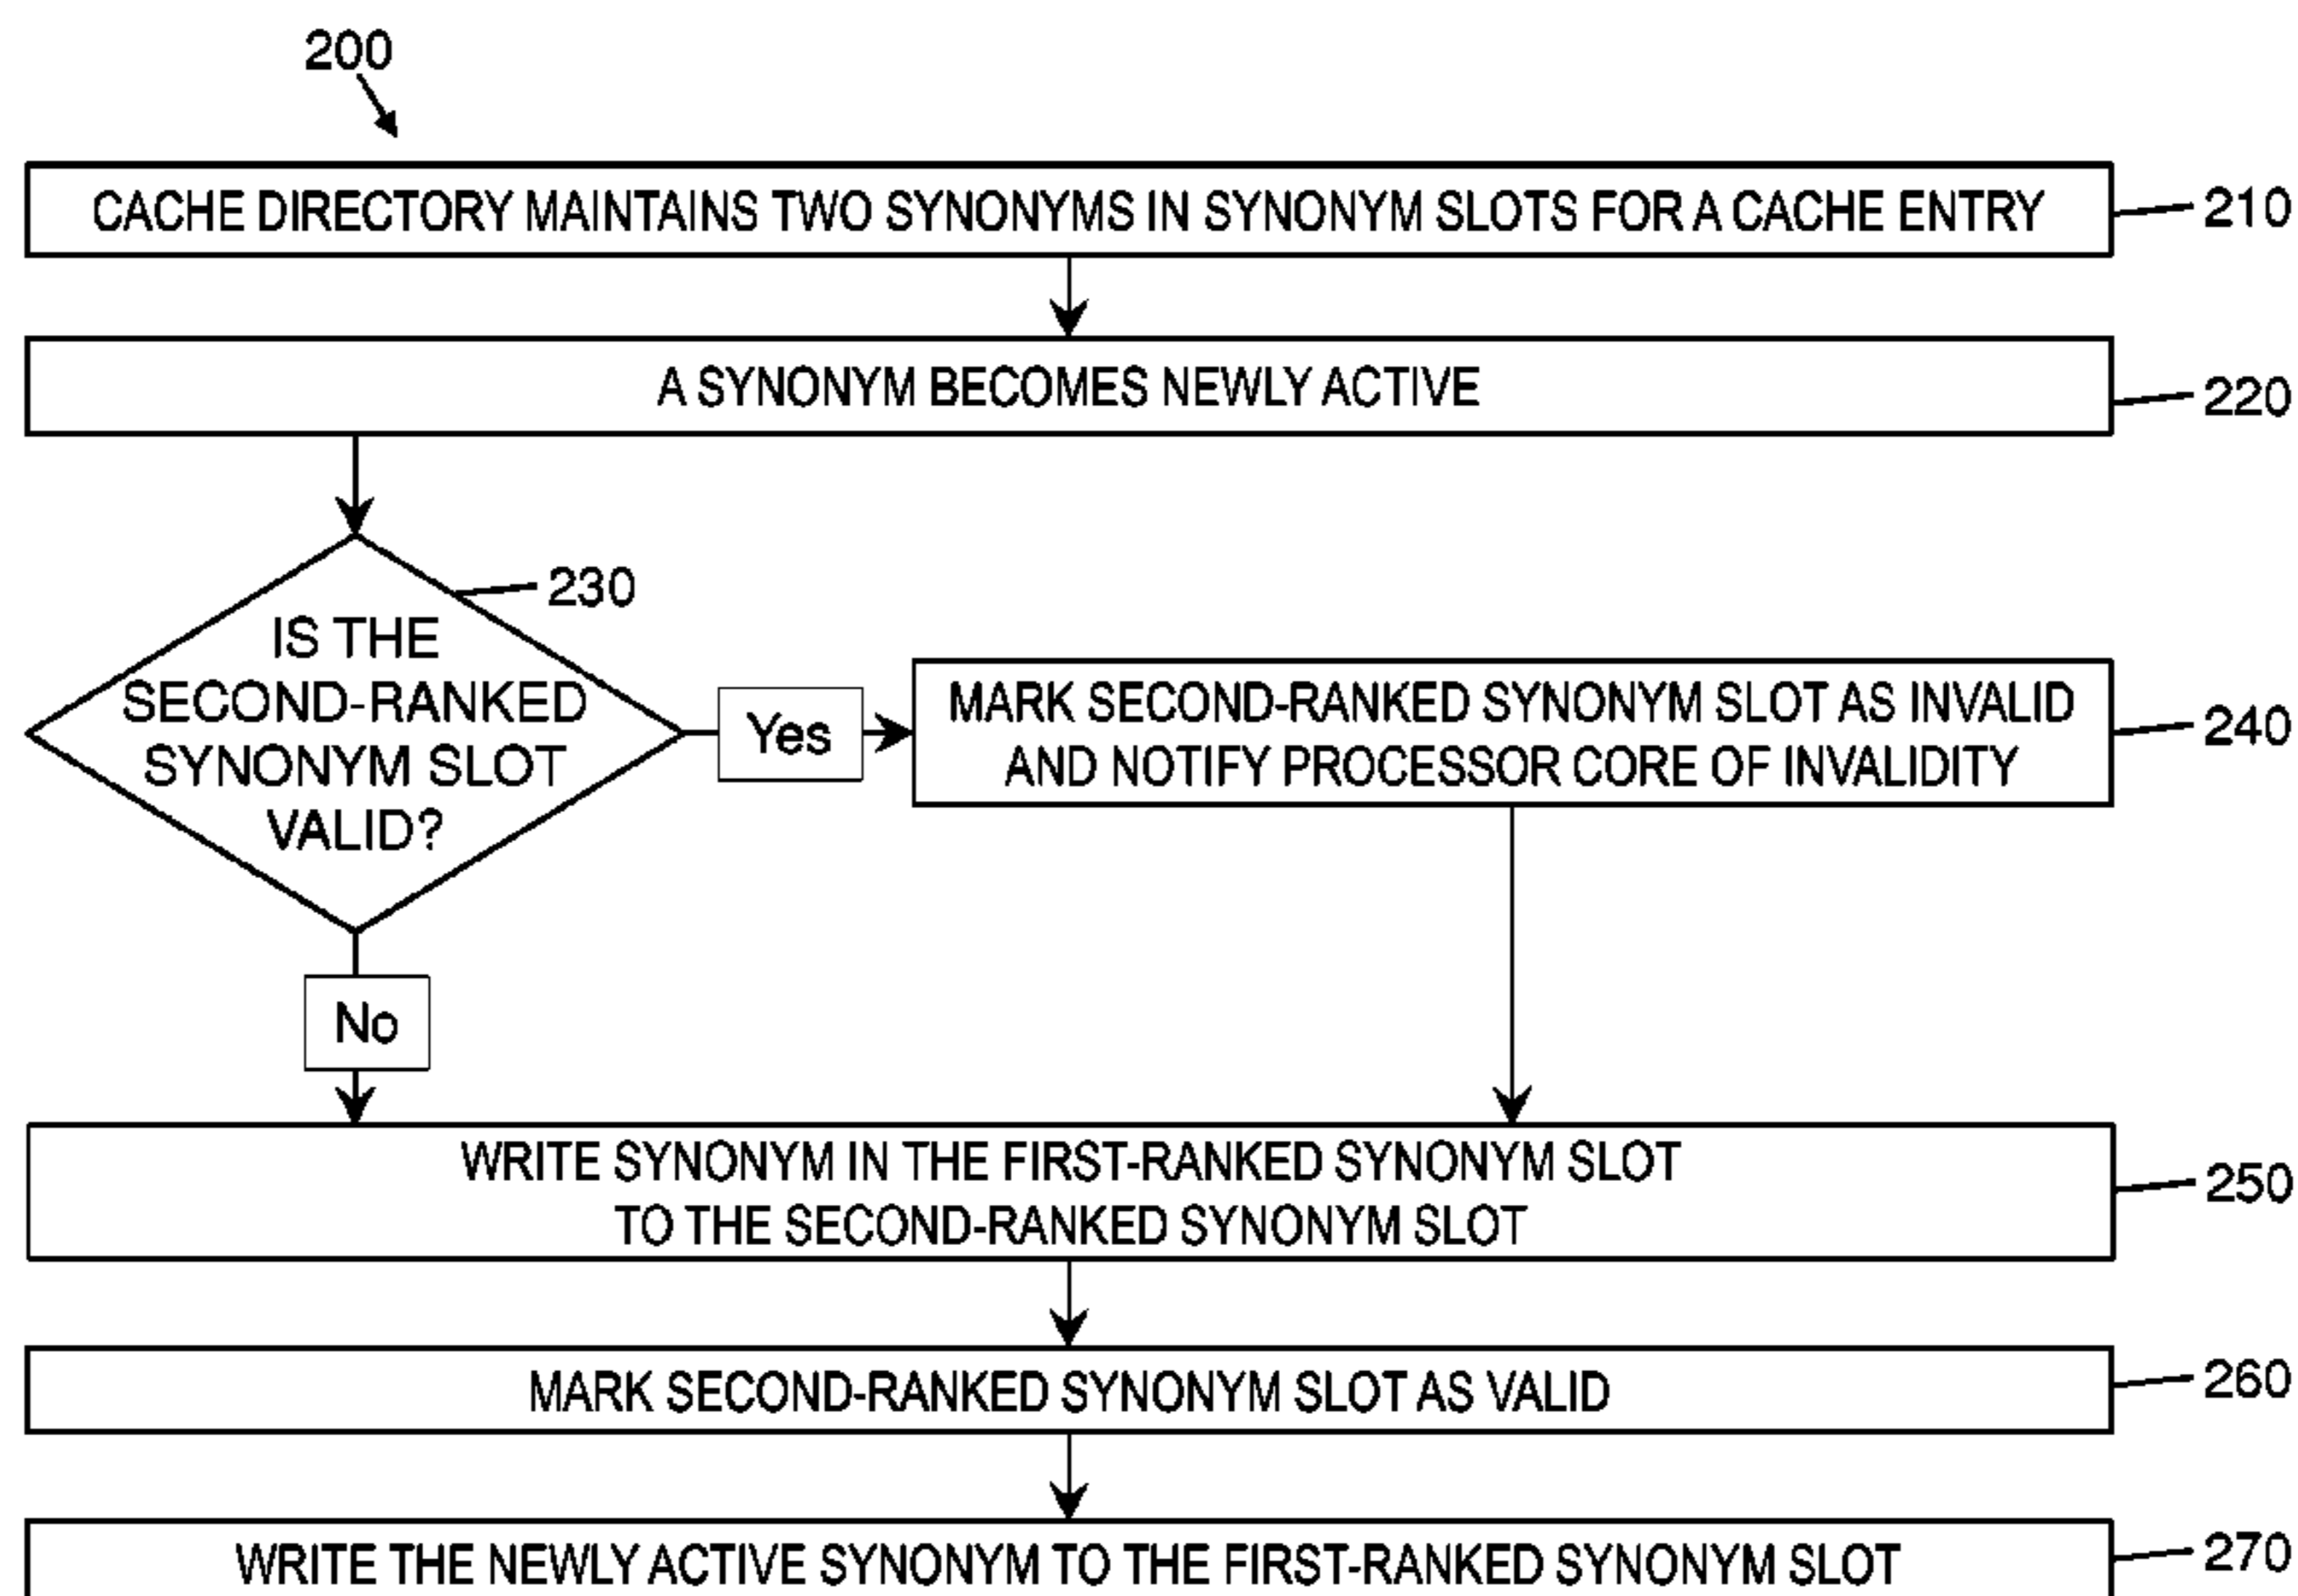 200
CACHE DIRECTORY MAINTAINS TWO SYNONYMS IN SYNONYM SLOTS FOR A CACHE ENTRY
210
A SYNONYM BECOMES NEWLY ACTIVE
220
230
IS THE
SECOND-RANKED
SYNONYM SLOT
VALID?
Yes
MARK SECOND-RANKED SYNONYM SLOT AS INVALID
AND NOTIFY PROCESSOR CORE OF INVALIDITY
240
No
WRITE SYNONYM IN THE FIRST-RANKED SYNONYM SLOT
TO THE SECOND-RANKED SYNONYM SLOT
250
MARK SECOND-RANKED SYNONYM SLOT AS VALID
260
WRITE THE NEWLY ACTIVE SYNONYM TO THE FIRST-RANKED SYNONYM SLOT
270